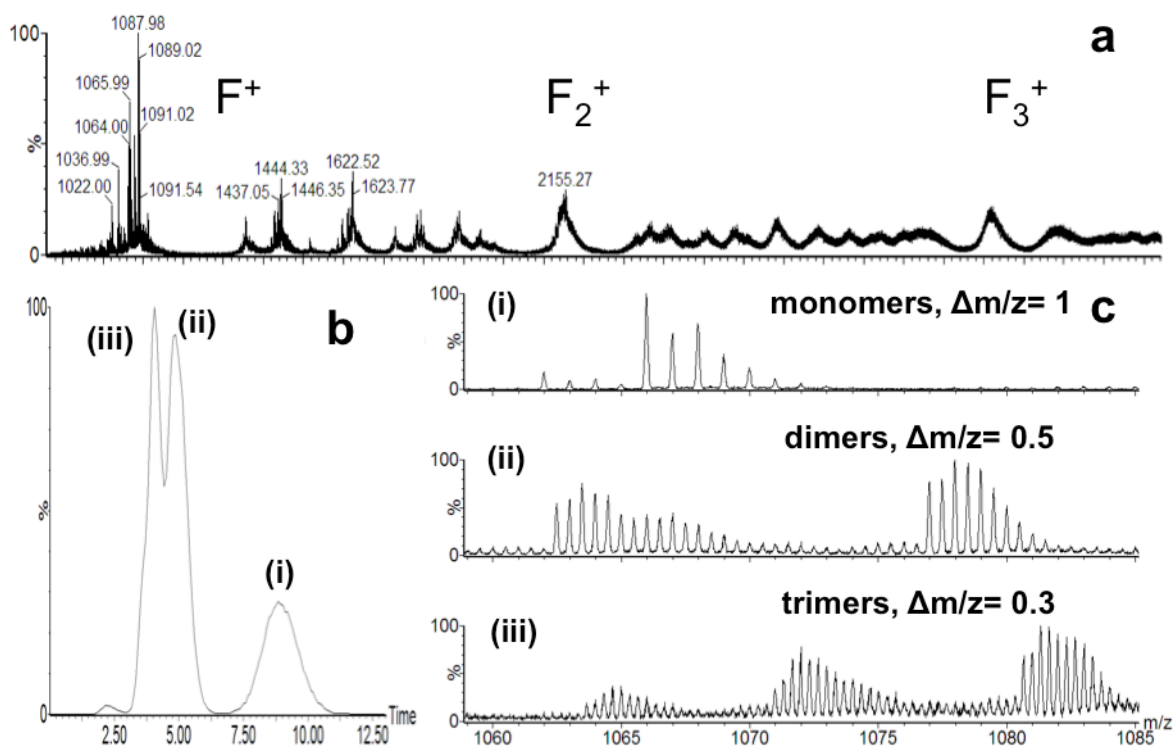 a
100
%
0
1087.98
1089.02
1065.99
1091.02
1064.00
1036.99
1022.00
1091.54
F+
1444.33
1437.05
1446.35
1622.52
1623.77
F2+
2155.27
F3+
b
100
%
0
(iii)
(ii)
(i)
2.50 5.00 7.50 10.00 12.50
Time
c
(i)
monomers, Δm/z= 1
100
%
0
(ii)
dimers, Δm/z= 0.5
100
%
0
(iii)
trimers, Δm/z= 0.3
100
%
0
1060 1065 1070 1075 1080 1085 m/z